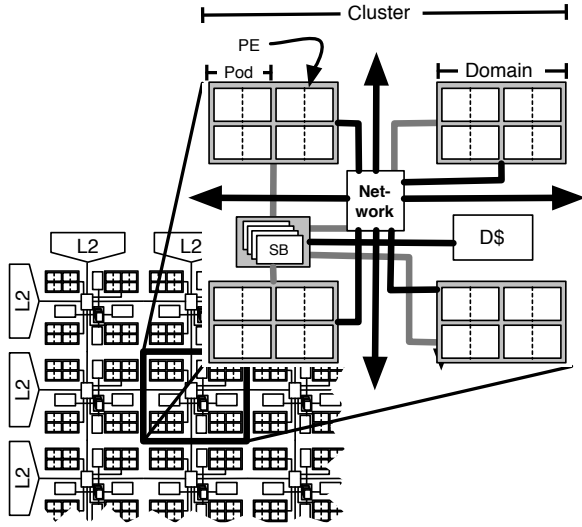 Cluster
PE
Pod
Domain
Net-
work
SB
D$
L2
L2
L2
L2
L2